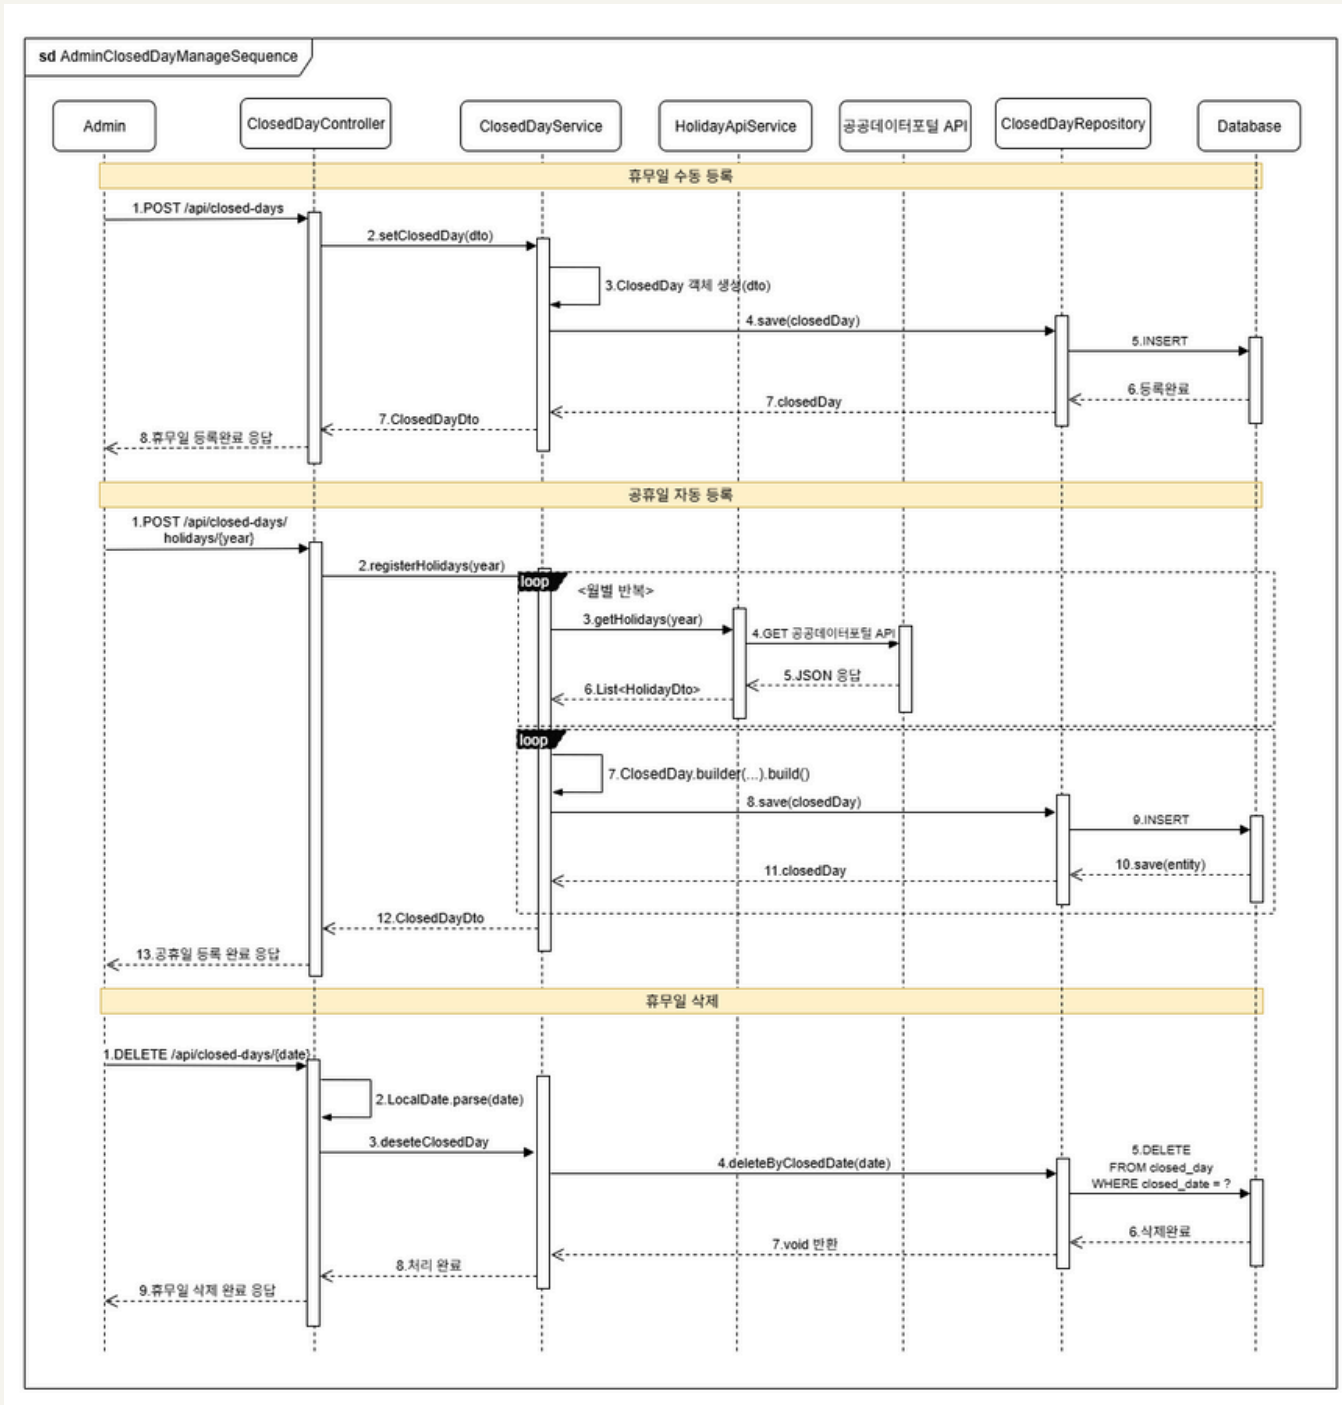 sd AdminClosedDayManageSequence
Admin
ClosedDayController
ClosedDayService
HolidayApiService
공공데이터포털 API
ClosedDayRepository
Database
휴무일 수동 등록
1.POST /api/closed-days
2.setClosedDay(dto)
3.ClosedDay 객체 생성(dto)
4.save(closedDay)
5.INSERT
6.등록완료
7.closedDay
7.ClosedDayDto
8.휴무일 등록완료 응답
공휴일 자동 등록
1.POST /api/closed-days/
holidays/{year}
2.registerHolidays(year)
loop
<월별 반복>
3.getHolidays(year)
4.GET 공공데이터포털 API
5.JSON 응답
6.List<HolidayDto>
loop
7.ClosedDay.builder(...).build()
8.save(closedDay)
9.INSERT
10.save(entity)
11.closedDay
12.ClosedDayDto
13.공휴일 등록 완료 응답
휴무일 삭제
1.DELETE /api/closed-days/{date}
2.LocalDate.parse(date)
3.deseteClosedDay
4.deleteByClosedDate(date)
5.DELETE
FROM closed_day
WHERE closed_date = ?
6.삭제완료
7.void 반환
8.처리 완료
9.휴무일 삭제 완료 응답